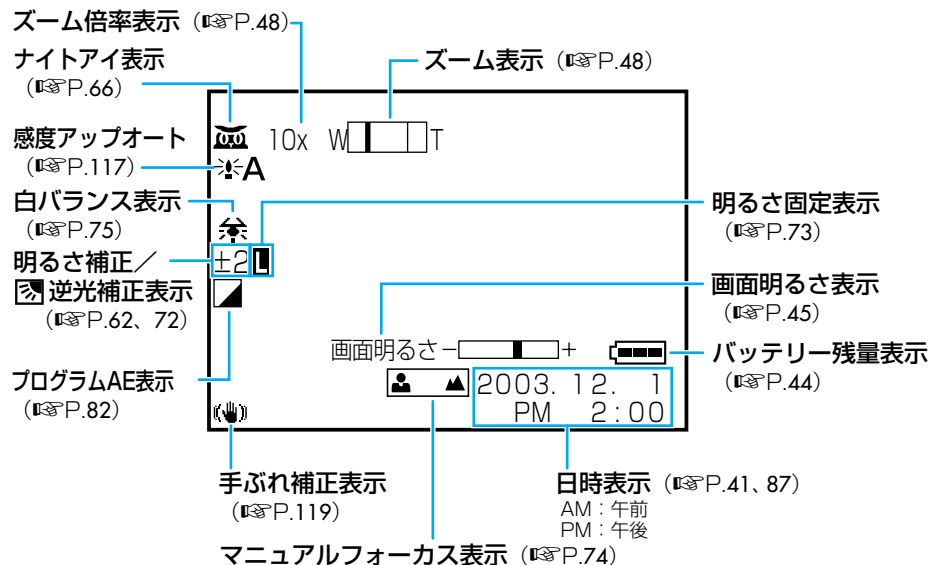 ズーム倍率表示（☞P.48）
ナイトアイ表示
（☞P.66）
ズーム表示（☞P.48）
感度アップオート
（☞P.117）
10x W T
A
白バランス表示
（☞P.75）
明るさ固定表示
（☞P.73）
明るさ補正／
逆光補正表示
（☞P.62、72）
±2 L
画面明るさ表示
（☞P.45）
画面明るさ－ ＋
バッテリー残量表示
（☞P.44）
プログラムAE表示
（☞P.82）
2003. 12. 1
PM 2:00
手ぶれ補正表示
（☞P.119）
日時表示（☞P.41、87）
AM：午前
PM：午後
マニュアルフォーカス表示（☞P.74）